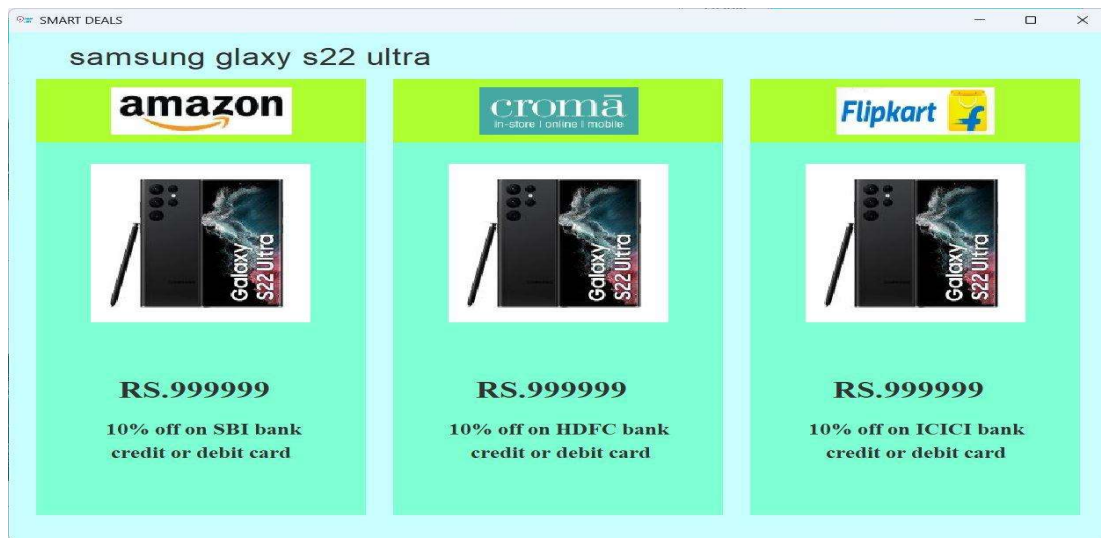 SMART DEALS
samsung glaxy s22 ultra
amazon
cromā
in-store | online | mobile
Flipkart
Galaxy
S22 Ultra
Galaxy
S22 Ultra
Galaxy
S22 Ultra
RS.999999
10% off on SBI bank
credit or debit card
RS.999999
10% off on HDFC bank
credit or debit card
RS.999999
10% off on ICICI bank
credit or debit card